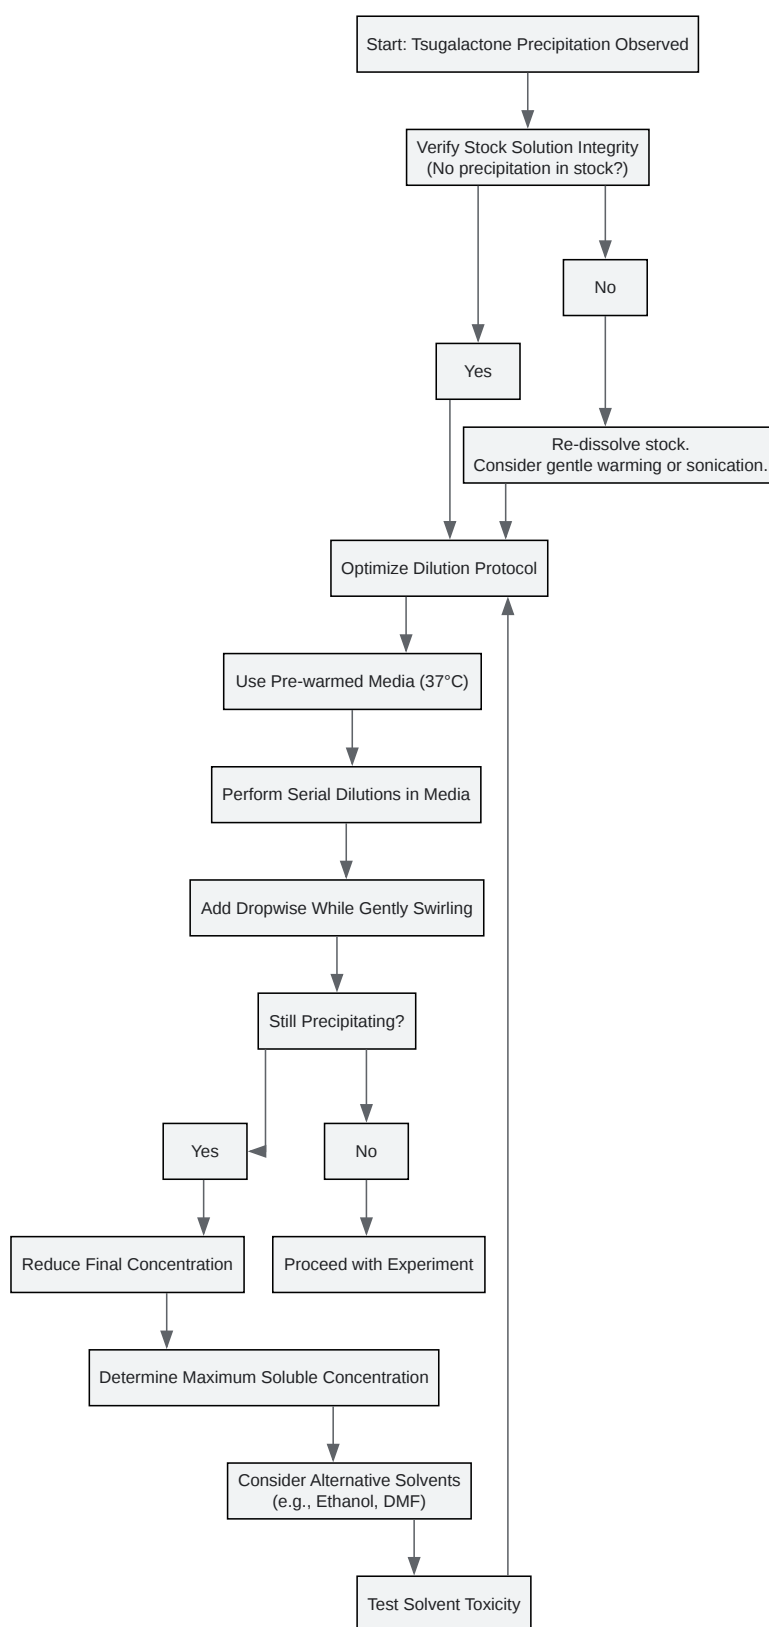 Start: Tsugalactone Precipitation Observed
Verify Stock Solution Integrity
(No precipitation in stock?)
No
Yes
Re-dissolve stock.
Consider gentle warming or sonication.
Optimize Dilution Protocol
Use Pre-warmed Media (37°C)
Perform Serial Dilutions in Media
Add Dropwise While Gently Swirling
Still Precipitating?
Yes
No
Reduce Final Concentration
Proceed with Experiment
Determine Maximum Soluble Concentration
Consider Alternative Solvents
(e.g., Ethanol, DMF)
Test Solvent Toxicity